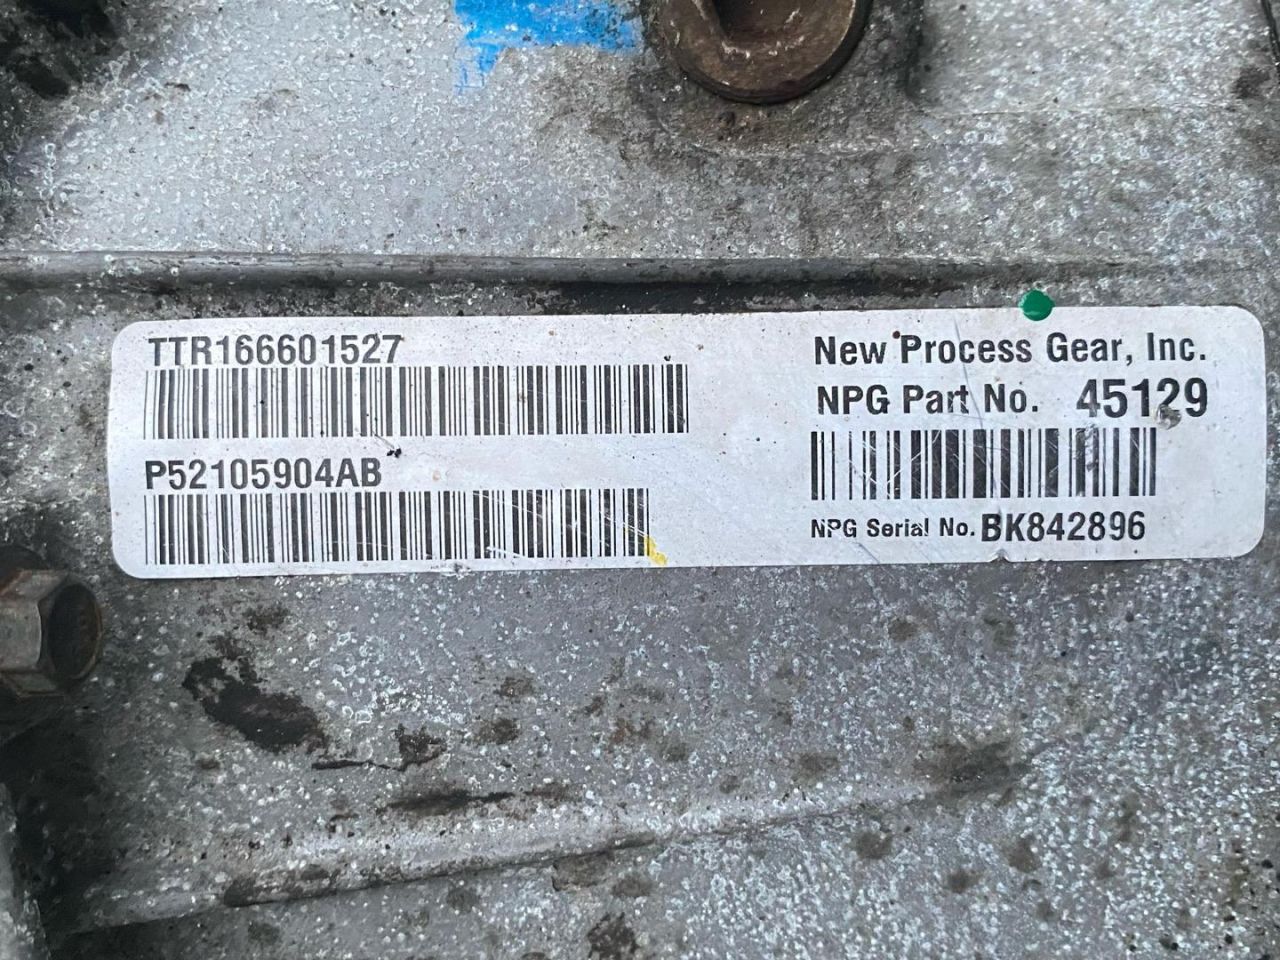 TTR166601527
P52105904AB
New Process Gear, Inc.
NPG Part No. 45129
NPG Serial No. BK842896